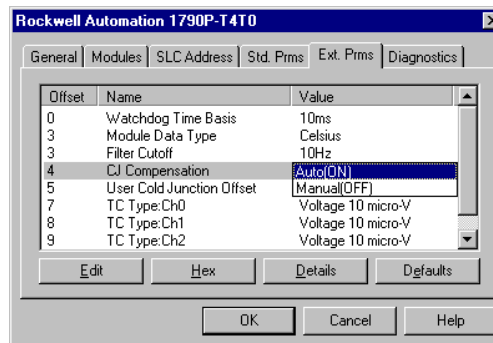 Rockwell Automation 1790P-T4T0
General Modules SLC Address Std. Prms Ext. Prms Diagnostics
Offset Name Value
0 Watchdog Time Basis 10ms
3 Module Data Type Celsius
3 Filter Cutoff 10Hz
4 CJ Compensation Auto(ON)
5 User Cold Junction Offset Manual(OFF)
7 TC Type:Ch0 Voltage 10 micro-V
8 TC Type:Ch1 Voltage 10 micro-V
9 TC Type:Ch2 Voltage 10 micro-V
Edit Hex Details Defaults
OK Cancel Help